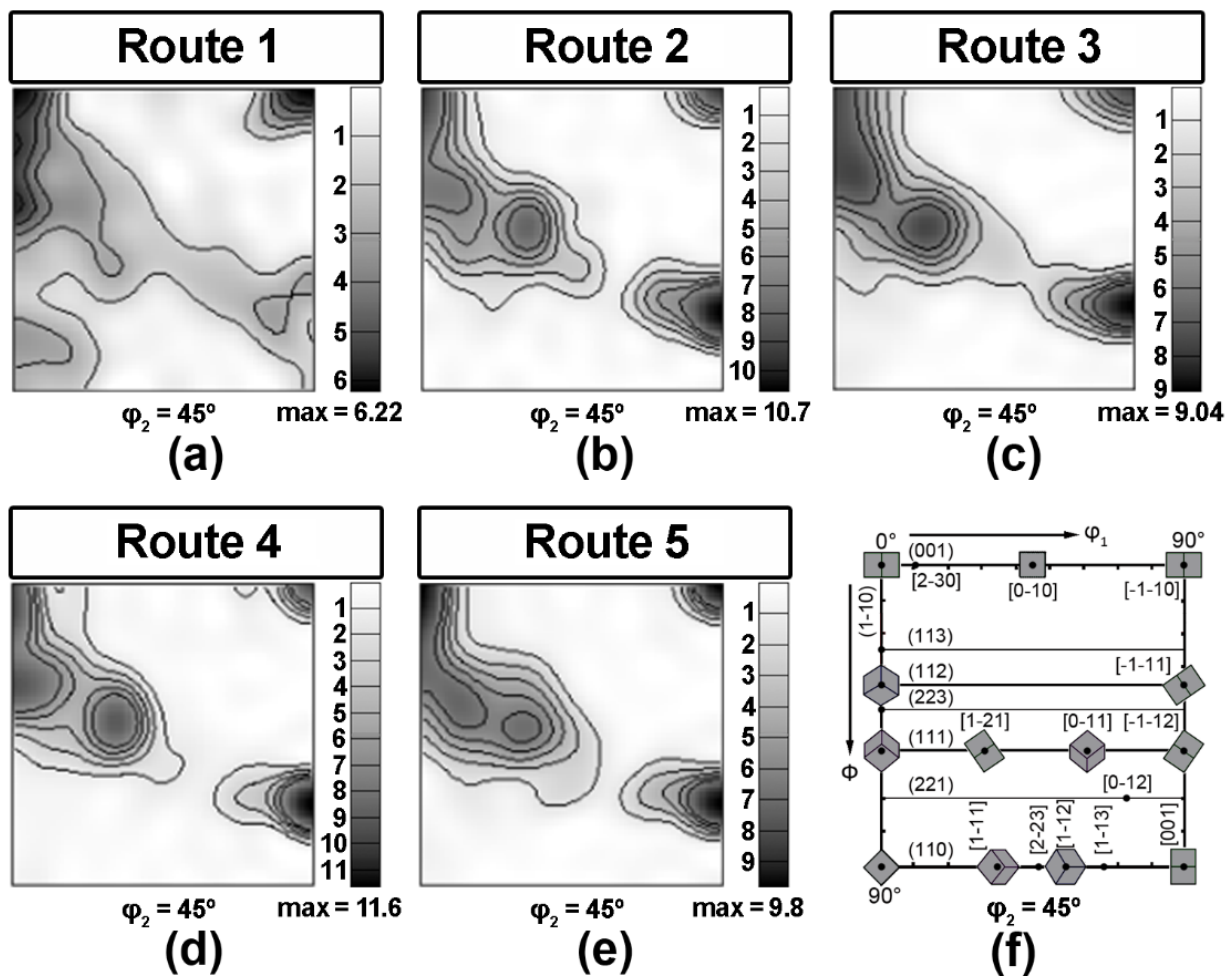 Route 1
1
2
3
4
5
6
φ₂ = 45º
max = 6.22
(a)
Route 2
1
2
3
4
5
6
7
8
9
10
φ₂ = 45º
max = 10.7
(b)
Route 3
1
2
3
4
5
6
7
8
9
φ₂ = 45º
max = 9.04
(c)
Route 4
1
2
3
4
5
6
7
8
9
10
11
φ₂ = 45º
max = 11.6
(d)
Route 5
1
2
3
4
5
6
7
8
9
φ₂ = 45º
max = 9.8
(e)
0°
φ₁
90°
(001)
[2-30]
[0-10]
[-1-10]
(1-10)
(113)
(112)
[-1-11]
(223)
[1-21]
[0-11]
[-1-12]
(111)
Φ
(221)
[0-12]
[1-11]
[2-23]
[1-12]
[1-13]
[001]
(110)
90°
φ₂ = 45º
(f)